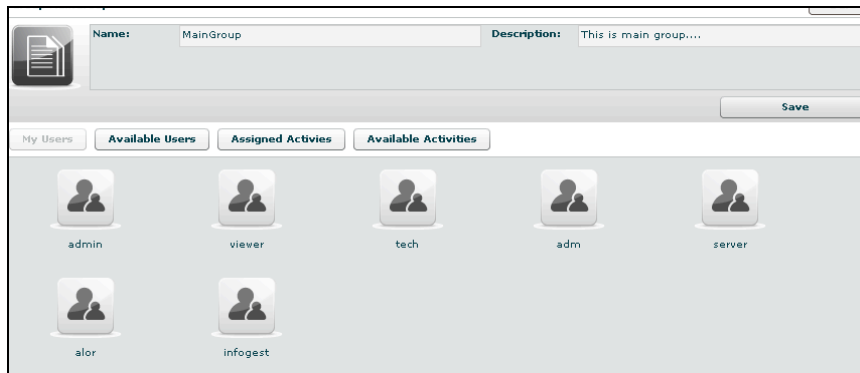 Name: MainGroup Description: This is main group....
Save
My Users Available Users Assigned Activies Available Activities
admin viewer tech adm server
alor infogest